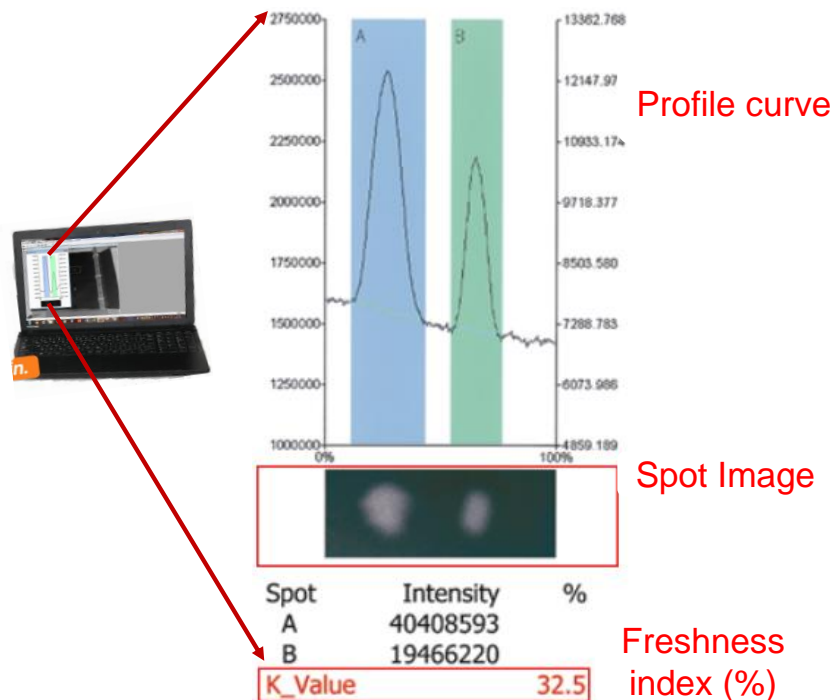 2750000
2500000
2250000
2000000
1750000
1500000
1250000
1000000
A
B
13362.768
12147.97
10933.174
9718.377
8503.580
7288.783
6073.986
4859.189
0%
100%
Profile curve
n.
Spot Image
Spot Intensity %
A 40408593
B 19466220
K_Value 32.5
Freshness
index (%)